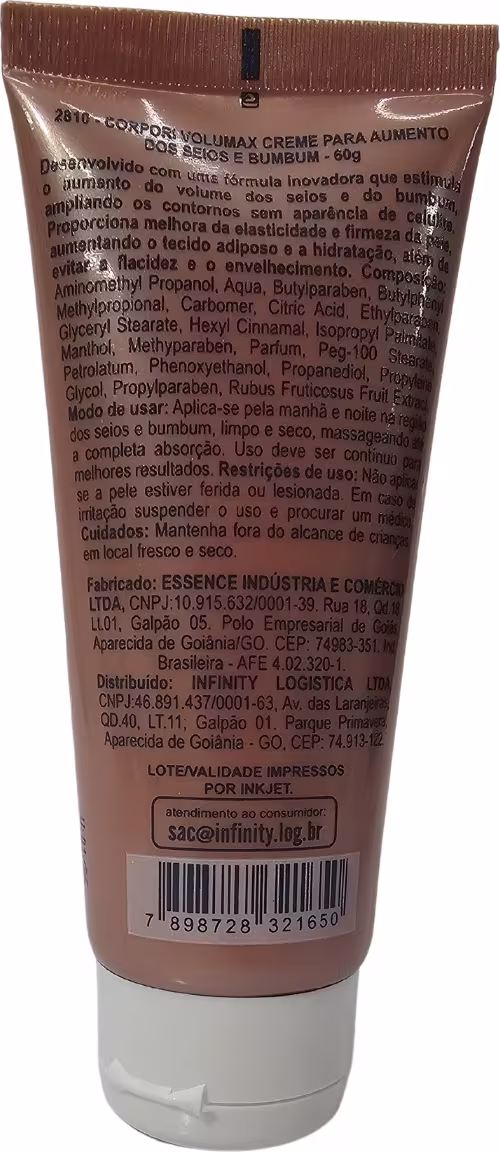 2810 - CORPORI VOLUMAX CREME PARA AUMENTO
DOS SEIOS E BUMBUM - 60g
Desenvolvido com uma fórmula inovadora que estimula
o aumento do volume dos seios e do bumbum,
ampliando os contornos sem aparência de celulite.
Proporciona melhora da elasticidade e firmeza da pele,
aumentando o tecido adiposo e a hidratação, além de
evitar a flacidez e o envelhecimento. Composição:
Aminomethyl Propanol, Aqua, Butylparaben, Butylphenyl
Methylpropional, Carbomer, Citric Acid, Ethylparaben,
Glyceryl Stearate, Hexyl Cinnamal, Isopropyl Palmitate,
Manthol, Methyparaben, Parfum, Peg-100 Stearate,
Petrolatum, Phenoxyethanol, Propanediol, Propylene
Glycol, Propylparaben, Rubus Fruticosus Fruit Extract.
Modo de usar: Aplica-se pela manhã e noite na região
dos seios e bumbum, limpo e seco, massageando até
a completa absorção. Uso deve ser contínuo para
melhores resultados. Restrições de uso: Não aplicar
se a pele estiver ferida ou lesionada. Em caso de
irritação suspender o uso e procurar um médico.
Cuidados: Mantenha fora do alcance de crianças
em local fresco e seco.
Fabricado: ESSENCE INDÚSTRIA E COMÉRCIO
LTDA, CNPJ:10.915.632/0001-39. Rua 18, Qd.18
Lt.01, Galpão 05. Polo Empresarial de Goiás,
Aparecida de Goiânia/GO. CEP: 74983-351. Ind.
Brasileira - AFE 4.02.320-1.
Distribuído: INFINITY LOGISTICA LTDA,
CNPJ:46.891.437/0001-63, Av. das Laranjeiras,
QD.40, LT.11; Galpão 01. Parque Primavera,
Aparecida de Goiânia - GO, CEP: 74.913-122
LOTE/VALIDADE IMPRESSOS
POR INKJET.
atendimento ao consumidor:
sac@infinity.log.br
7 898728 321650